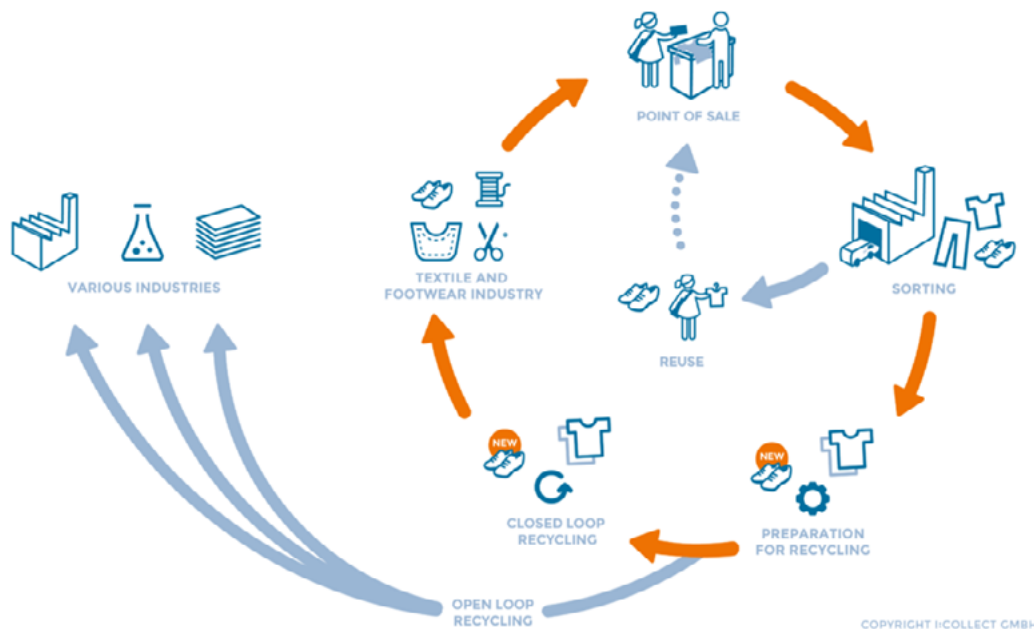 POINT OF SALE
TEXTILE AND
FOOTWEAR INDUSTRY
VARIOUS INDUSTRIES
SORTING
REUSE
NEW
CLOSED LOOP
RECYCLING
NEW
PREPARATION
FOR RECYCLING
OPEN LOOP
RECYCLING
COPYRIGHT I:COLLECT GMBH